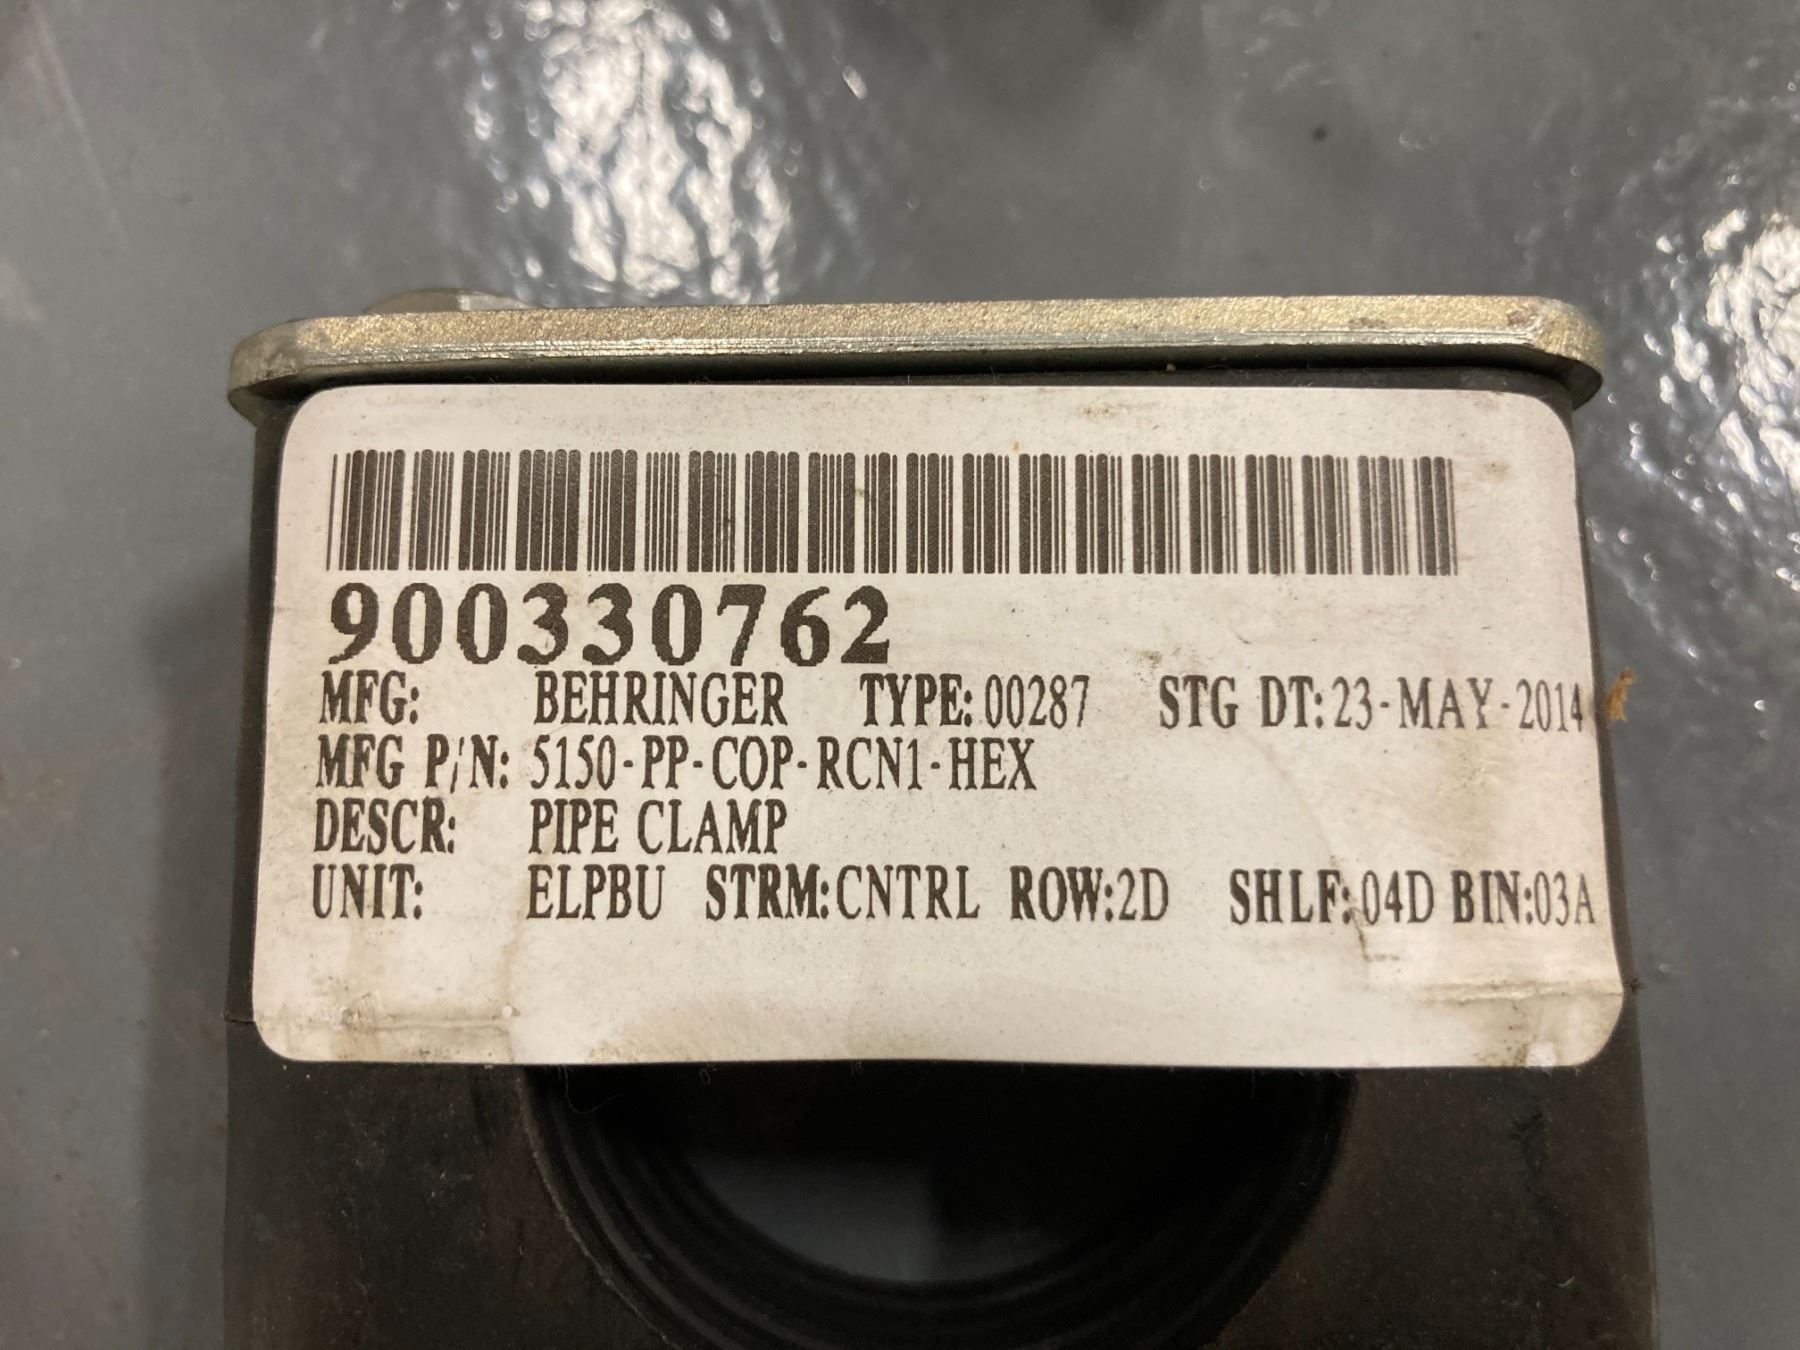 900330762
MFG: BEHRINGER TYPE: 00287 STG DT: 23-MAY-2014
MFG P/N: 5150-PP-COP-RCN1-HEX
DESCR: PIPE CLAMP
UNIT: ELPBU STRM:CNTRL ROW:2D SHLF:04D BIN:03A